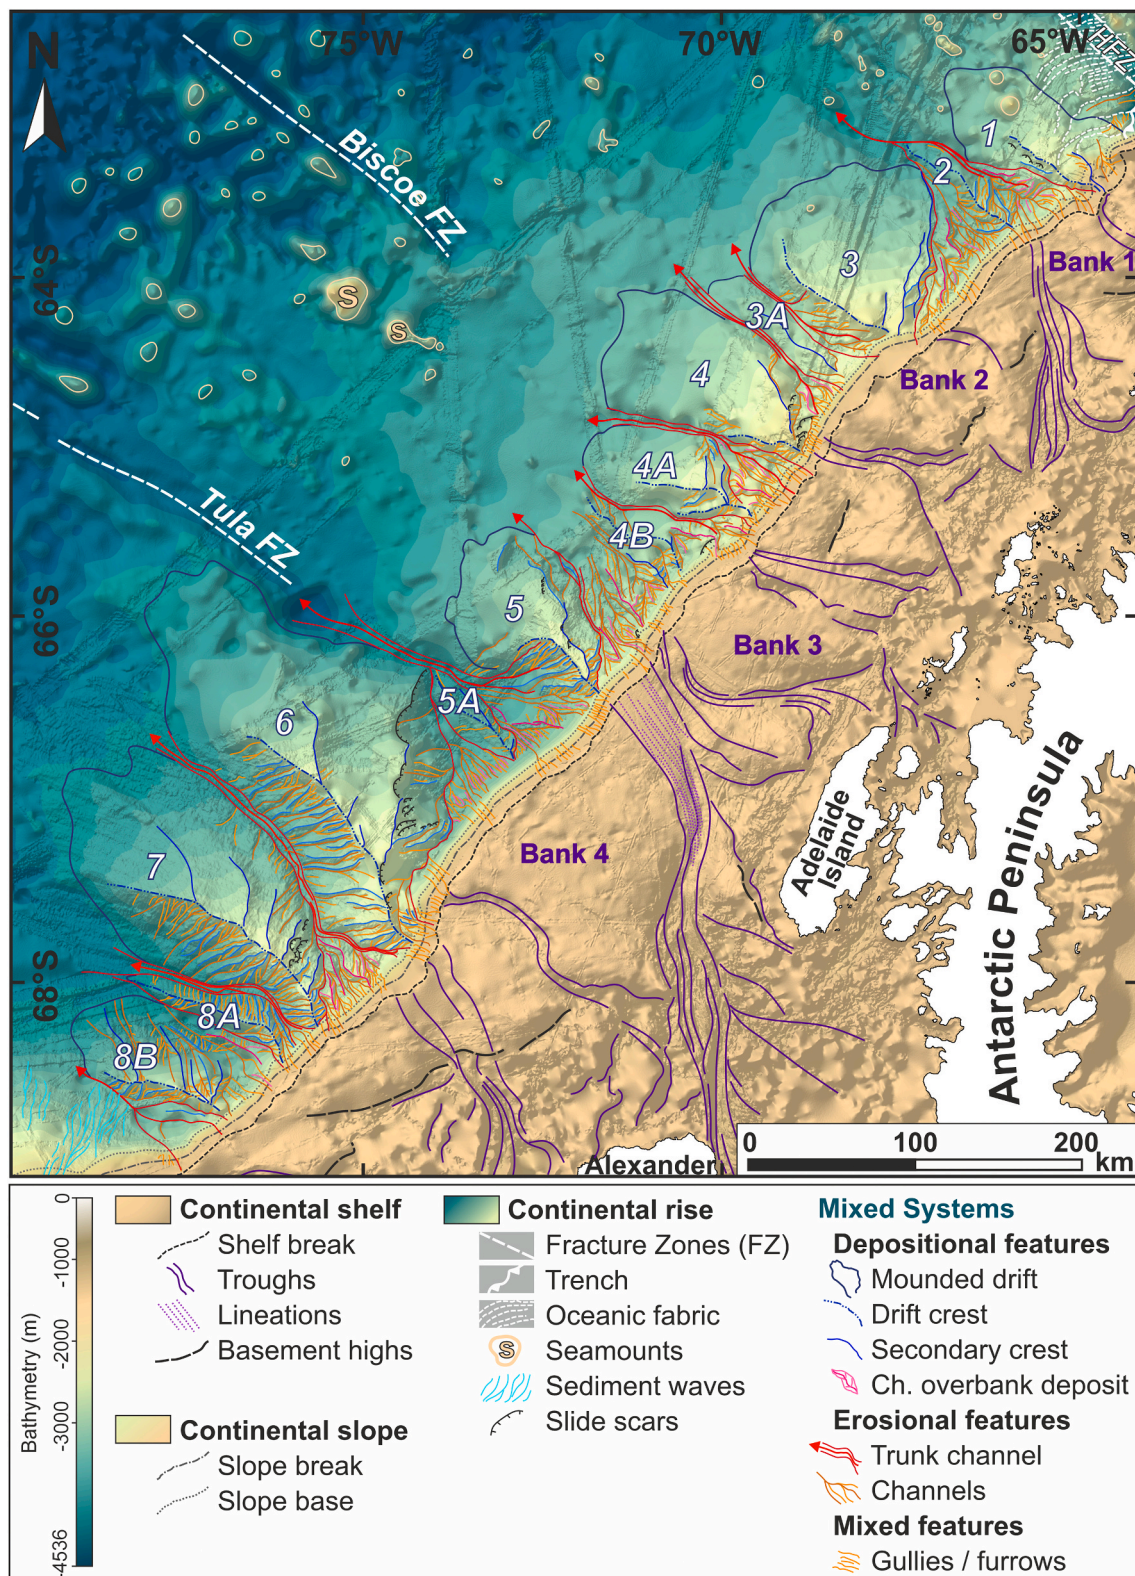 N
75°W
70°W
65°W
HFZ
Biscoe FZ
1
2
64°S
S
S
3
Bank 1
3A
4
Bank 2
4A
Tula FZ
4B
66°S
5
Bank 3
5A
6
Antarctic Peninsula
Adelaide
Island
7
Bank 4
68°S
8A
8B
Alexander
0 100 200
km
Bathymetry (m)
0
-1000
-2000
-3000
-4536
Continental shelf
Shelf break
Troughs
Lineations
Basement highs
Continental slope
Slope break
Slope base
Continental rise
Fracture Zones (FZ)
Trench
Oceanic fabric
S
Seamounts
Sediment waves
Slide scars
Mixed Systems
Depositional features
Mounded drift
Drift crest
Secondary crest
Ch. overbank deposit
Erosional features
Trunk channel
Channels
Mixed features
Gullies / furrows